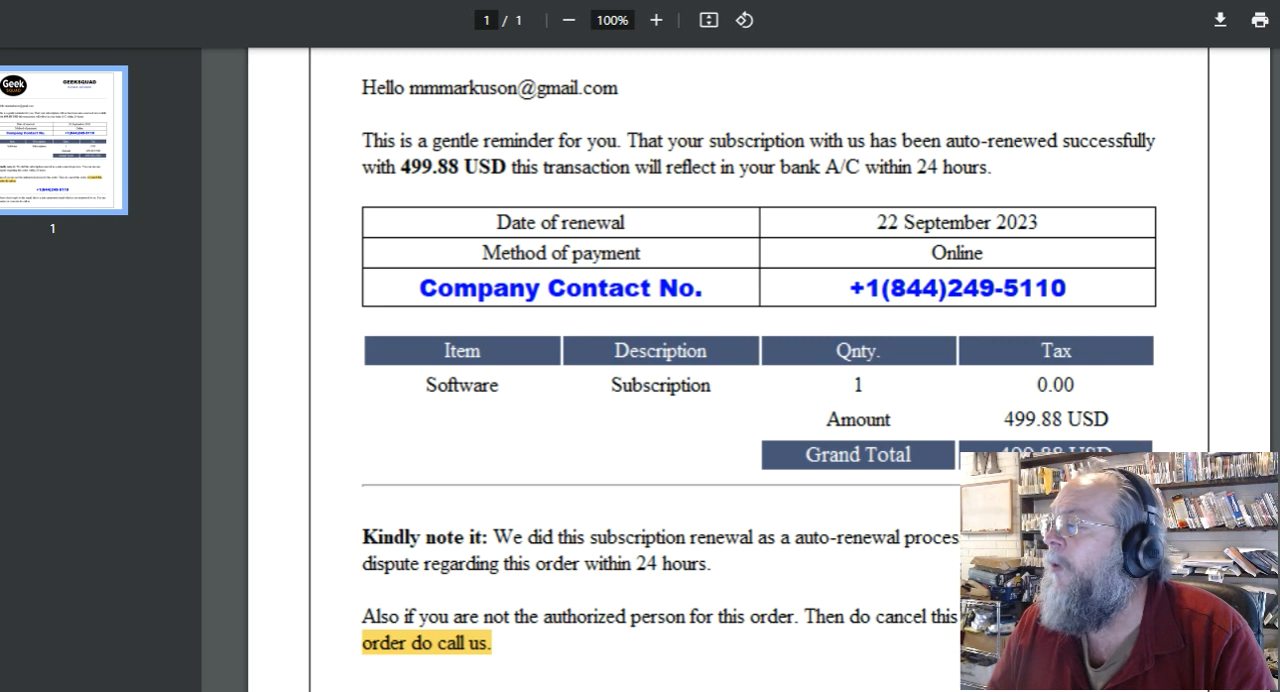 1 / 1 100%
Geek
GEEKSQUAD
1
Hello mmmarkuson@gmail.com
This is a gentle reminder for you. That your subscription with us has been auto-renewed successfully
with 499.88 USD this transaction will reflect in your bank A/C within 24 hours.
Date of renewal 22 September 2023
Method of payment Online
Company Contact No. +1(844)249-5110
Item Description Qnty. Tax
Software Subscription 1 0.00
Amount 499.88 USD
Grand Total 499.88 USD
Kindly note it: We did this subscription renewal as a auto-renewal proces
dispute regarding this order within 24 hours.
Also if you are not the authorized person for this order. Then do cancel this
order do call us.